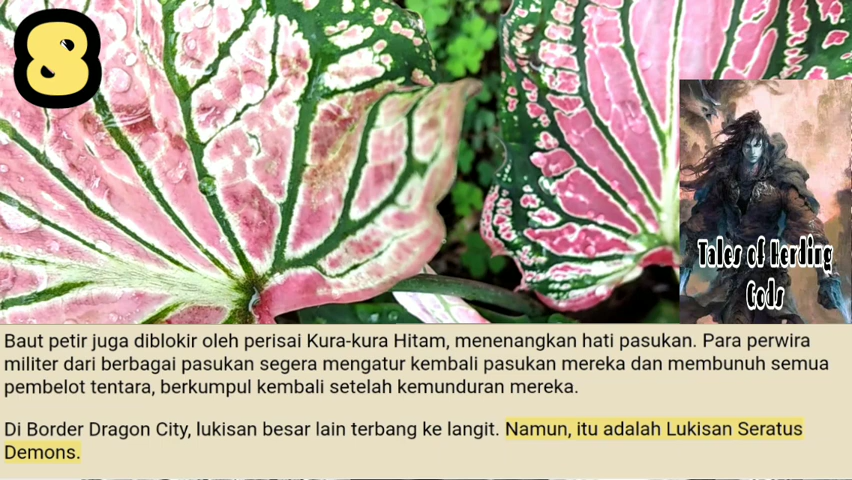 8
Tales of Herding
Gods
Baut petir juga diblokir oleh perisai Kura-kura Hitam, menenangkan hati pasukan. Para perwira
militer dari berbagai pasukan segera mengatur kembali pasukan mereka dan membunuh semua
pembelot tentara, berkumpul kembali setelah kemunduran mereka.
Di Border Dragon City, lukisan besar lain terbang ke langit. Namun, itu adalah Lukisan Seratus
Demons.